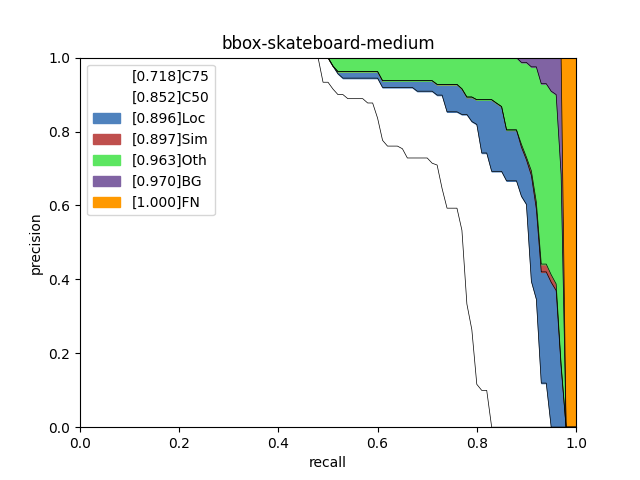 bbox-skateboard-medium
1.0
0.8
0.6
0.4
0.2
0.0
precision
[0.718]C75
[0.852]C50
[0.896]Loc
[0.897]Sim
[0.963]Oth
[0.970]BG
[1.000]FN
0.0 0.2 0.4 0.6 0.8 1.0
recall